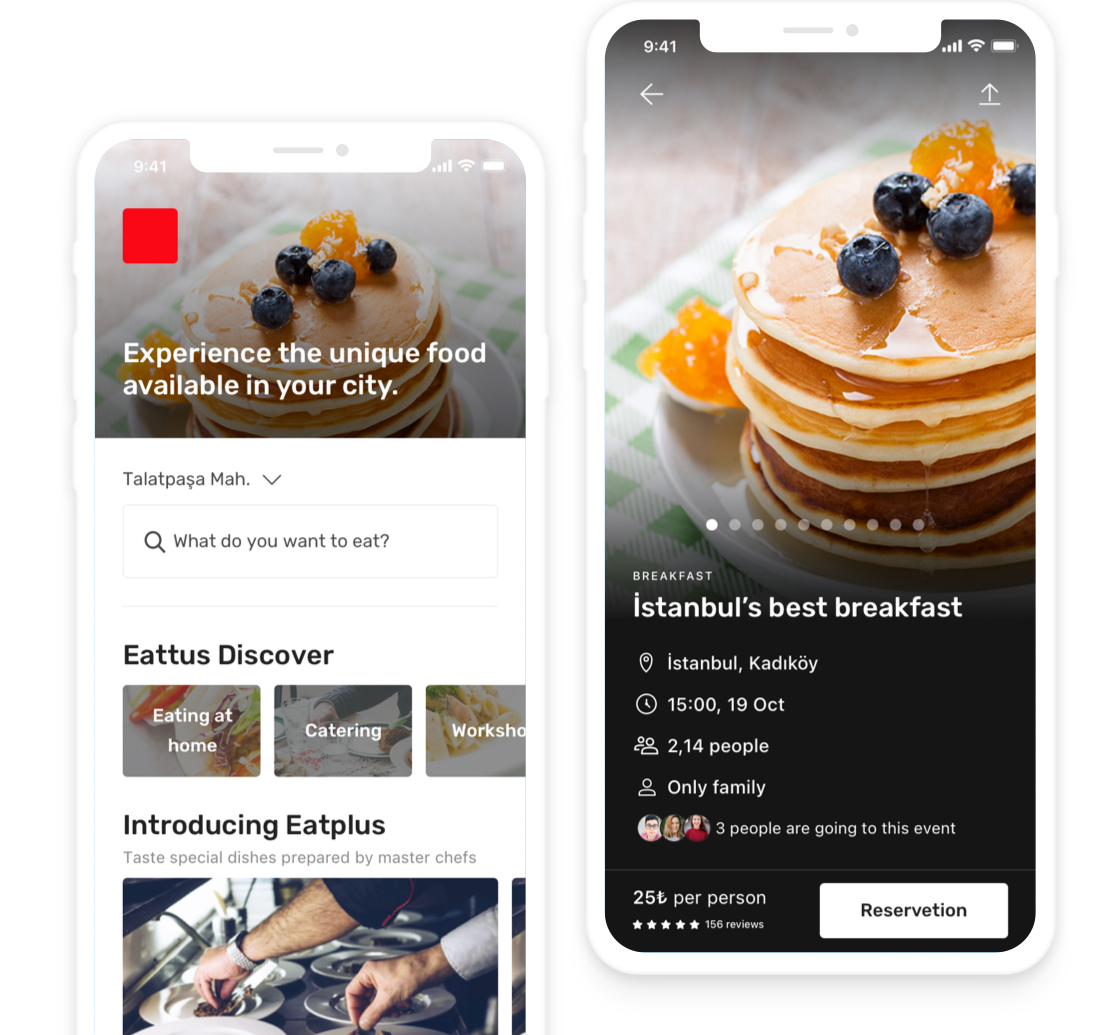 9:41
Experience the unique food
available in your city.
Talatpaşa Mah.
What do you want to eat?
Eattus Discover
Eating at
home
Catering
Worksho
Introducing Eatplus
Taste special dishes prepared by master chefs
9:41
BREAKFAST
İstanbul’s best breakfast
İstanbul, Kadıköy
15:00, 19 Oct
2,14 people
Only family
3 people are going to this event
25₺ per person
156 reviews
Reservetion